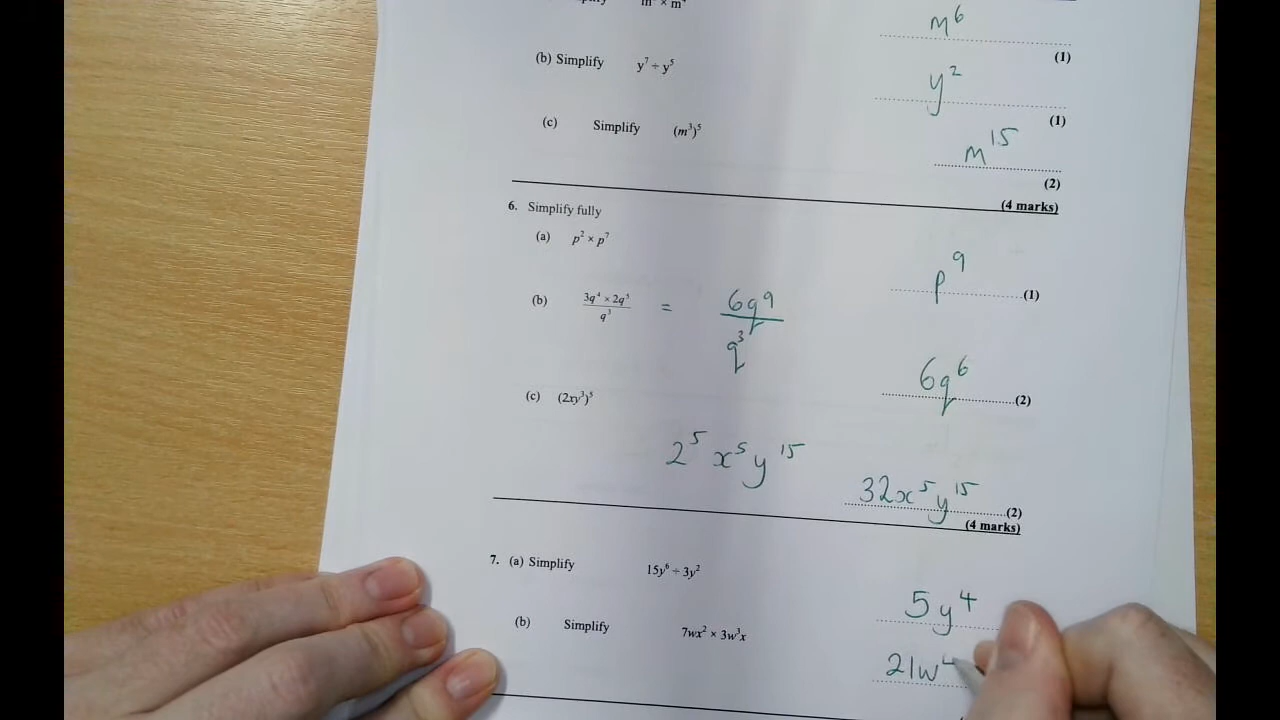 m⁶
(1)
(b) Simplify y⁷ ÷ y⁵
y²
(1)
(c) Simplify (m³)⁵
m¹⁵
(2)
(4 marks)
6. Simplify fully
(a) p² × p⁷
p⁹
(1)
(b) 3q⁴ × 2q⁵ / q³ = 6q⁹ / q³
6q⁶
(2)
(c) (2xy³)⁵
2⁵ x⁵ y¹⁵
32x⁵y¹⁵
(2)
(4 marks)
7. (a) Simplify 15y⁶ ÷ 3y²
5y⁴
(b) Simplify 7wx² × 3w³x
21w⁴